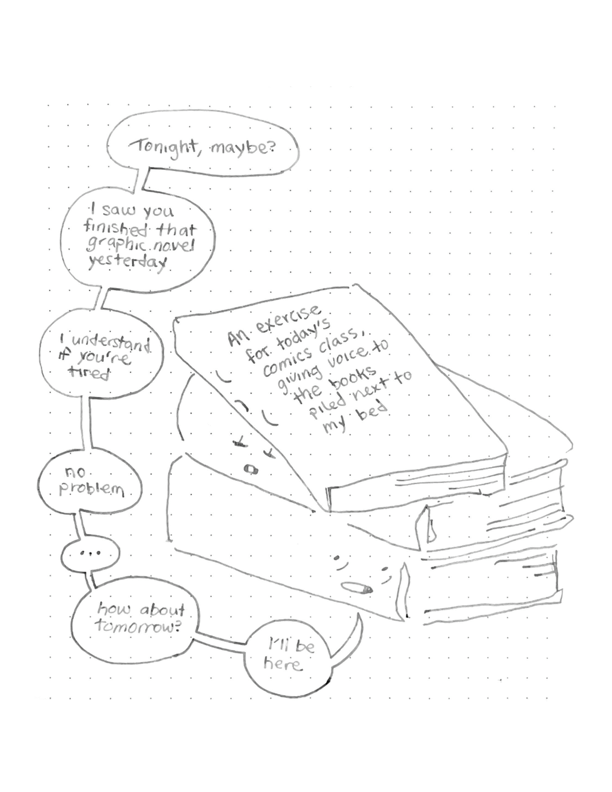 Tonight, maybe?
I saw you
finished that
graphic novel
yesterday
I understand
if you're
tired
no
problem
...
how about
tomorrow?
I'll be
here
An exercise
for today's
comics class,
giving voice to
the books
piled next to
my bed